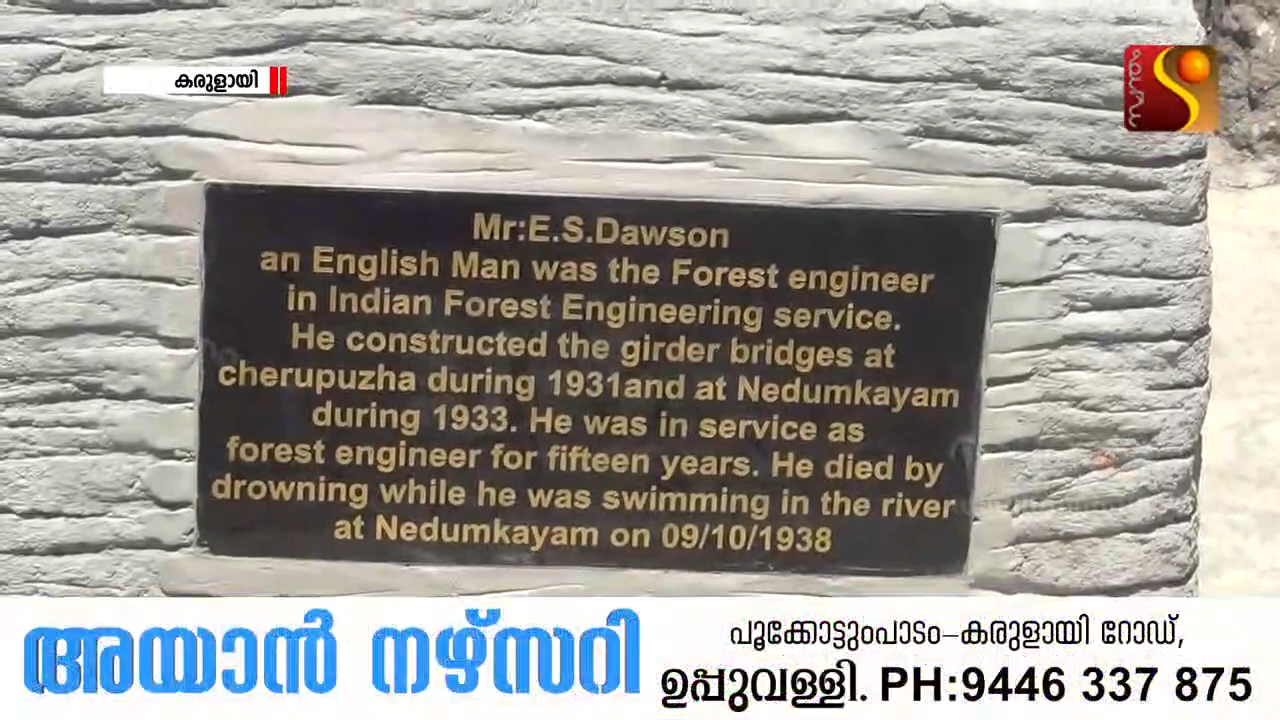 കരുളായി
Mr:E.S.Dawson
an English Man was the Forest engineer
in Indian Forest Engineering service.
He constructed the girder bridges at
cherupuzha during 1931and at Nedumkayam
during 1933. He was in service as
forest engineer for fifteen years. He died by
drowning while he was swimming in the river
at Nedumkayam on 09/10/1938
അയാൻ നഴ്സറി
പൂക്കോട്ടുംപാടം-കരുളായി റോഡ്,
ഉപ്പുവള്ളി. PH:9446 337 875